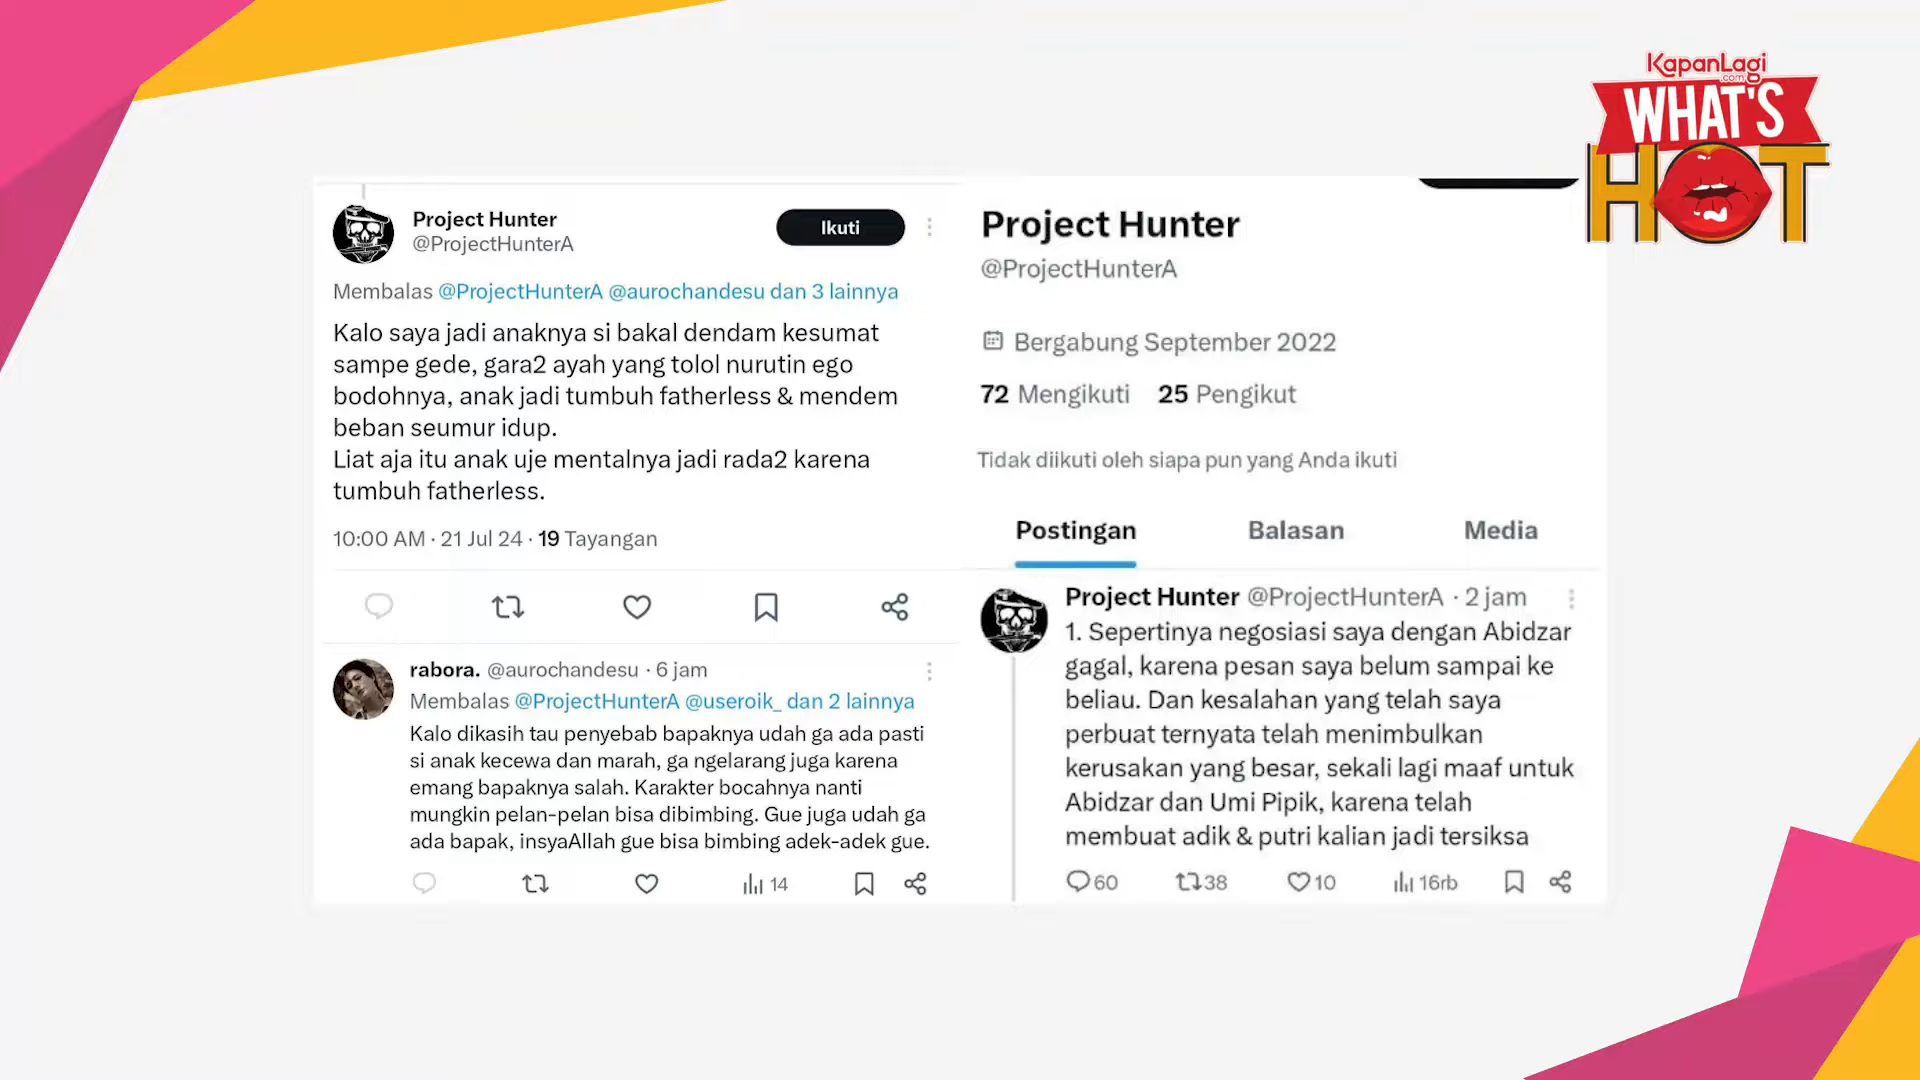 KapanLagi
.com
WHAT'S
HOT
Project Hunter
@ProjectHunterA
Ikuti
Membalas @ProjectHunterA @aurochandesu dan 3 lainnya
Kalo saya jadi anaknya si bakal dendam kesumat
sampe gede, gara2 ayah yang tolol nurutin ego
bodohnya, anak jadi tumbuh fatherless & mendem
beban seumur idup.
Liat aja itu anak uje mentalnya jadi rada2 karena
tumbuh fatherless.
10:00 AM · 21 Jul 24 · 19 Tayangan
rabora. @aurochandesu · 6 jam
Membalas @ProjectHunterA @useroik_ dan 2 lainnya
Kalo dikasih tau penyebab bapaknya udah ga ada pasti
si anak kecewa dan marah, ga ngelarang juga karena
emang bapaknya salah. Karakter bocahnya nanti
mungkin pelan-pelan bisa dibimbing. Gue juga udah ga
ada bapak, insyaAllah gue bisa bimbing adek-adek gue.
14
Project Hunter
@ProjectHunterA
Bergabung September 2022
72 Mengikuti 25 Pengikut
Tidak diikuti oleh siapa pun yang Anda ikuti
Postingan Balasan Media
Project Hunter @ProjectHunterA · 2 jam
1. Sepertinya negosiasi saya dengan Abidzar
gagal, karena pesan saya belum sampai ke
beliau. Dan kesalahan yang telah saya
perbuat ternyata telah menimbulkan
kerusakan yang besar, sekali lagi maaf untuk
Abidzar dan Umi Pipik, karena telah
membuat adik & putri kalian jadi tersiksa
60 38 10 16rb